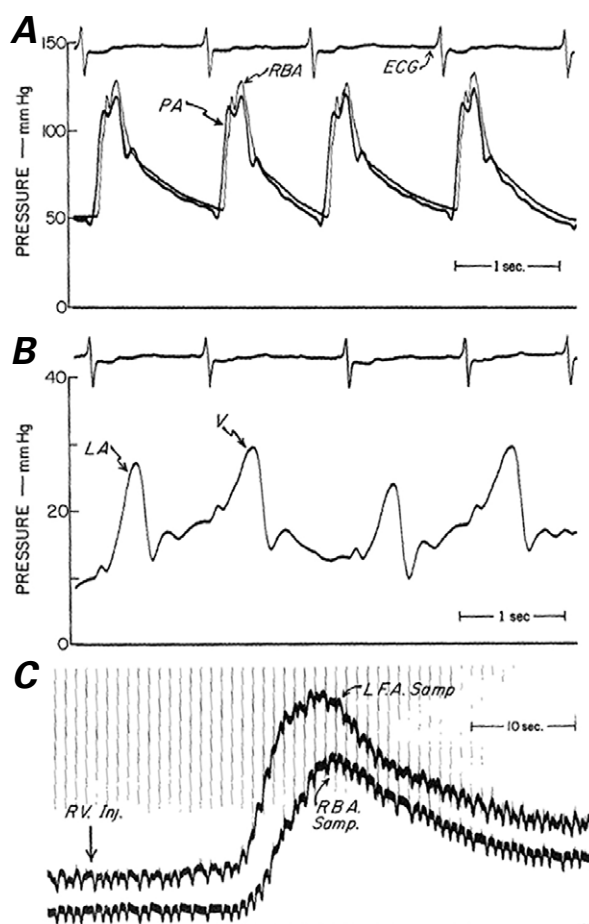 A
150
100
50
0
PRESSURE — mm Hg
RBA
PA
ECG
1 sec.
B
40
20
0
PRESSURE — mm Hg
LA
V
1 sec
C
L.F.A. Samp
10 sec.
R.V. Inj.
R.B.A.
Samp.